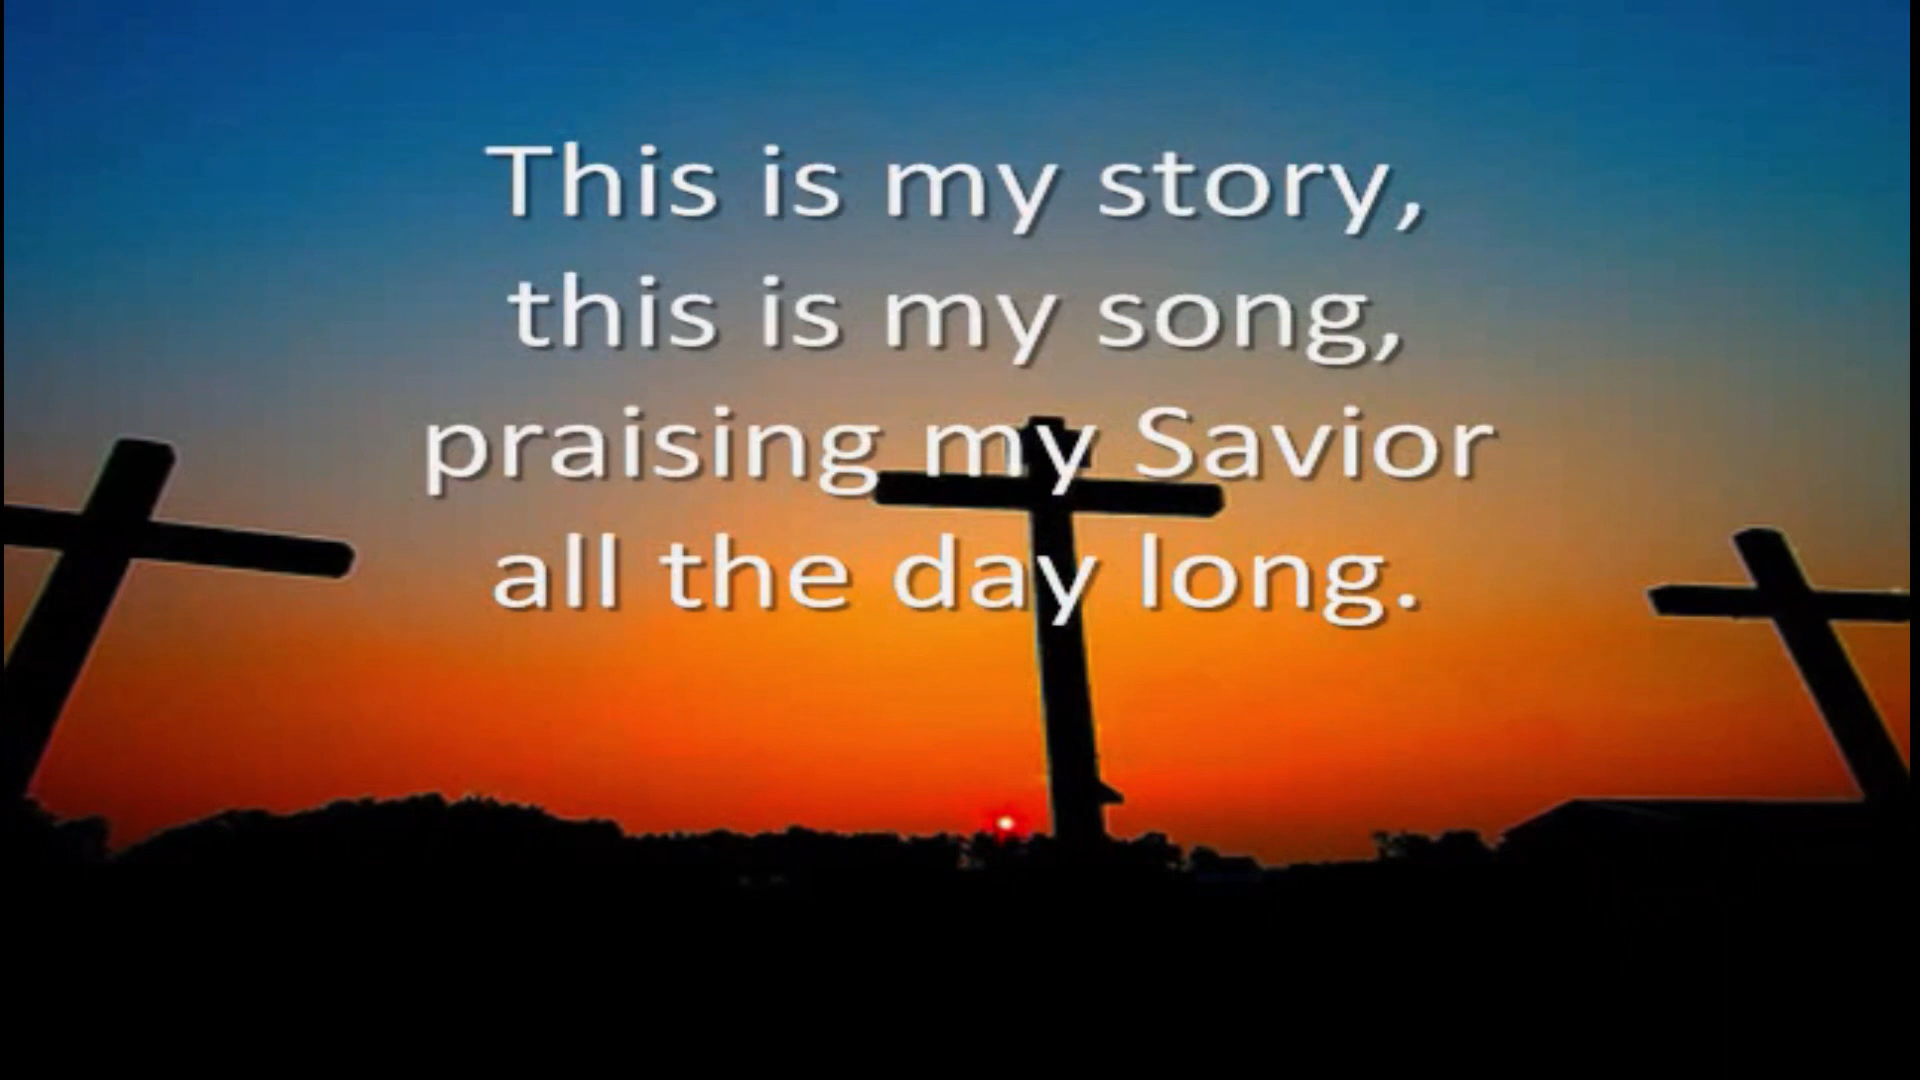 This is my story,
this is my song,
praising my Savior
all the day long.